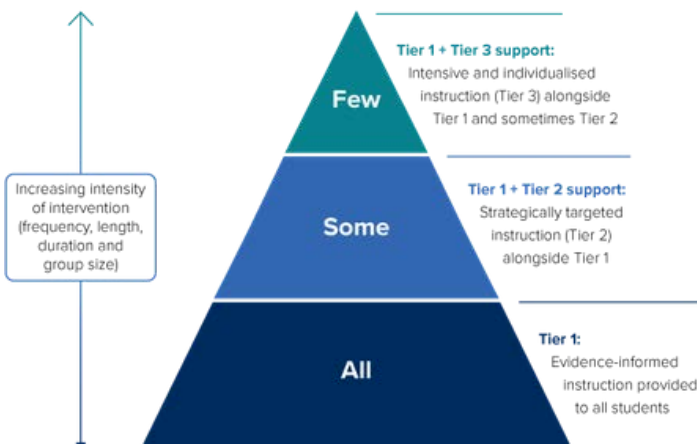 Few
Tier 1 + Tier 3 support:
Intensive and individualised
instruction (Tier 3) alongside
Tier 1 and sometimes Tier 2
Increasing intensity
of intervention
(frequency, length,
duration and
group size)
Some
Tier 1 + Tier 2 support:
Strategically targeted
instruction (Tier 2)
alongside Tier 1
All
Tier 1:
Evidence-informed
instruction provided
to all students